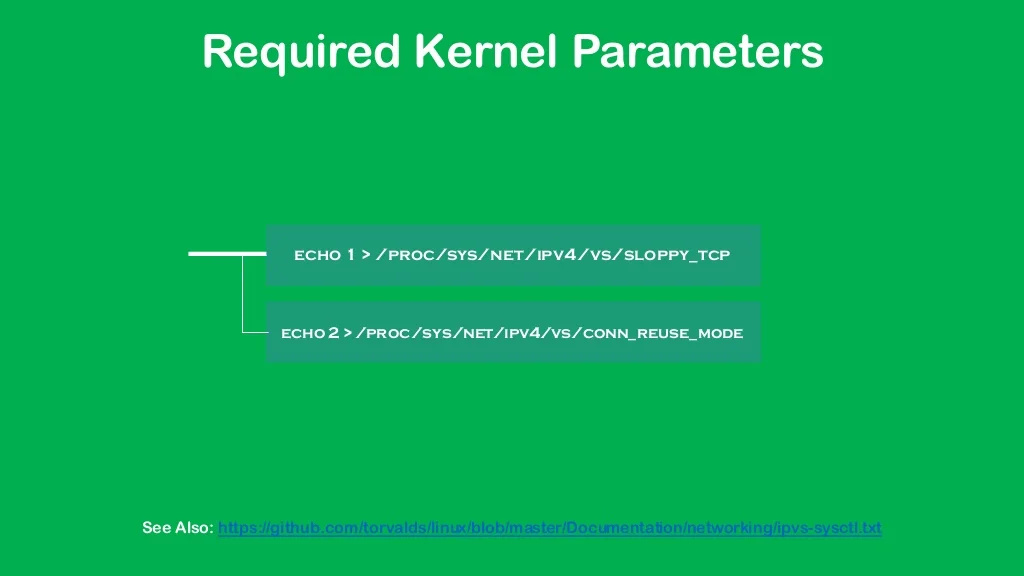 Required Kernel Parameters
echo 1 > /proc/sys/net/ipv4/vs/sloppy_tcp
echo 2 > /proc/sys/net/ipv4/vs/conn_reuse_mode
See Also: https://github.com/torvalds/linux/blob/master/Documentation/networking/ipvs-sysctl.txt